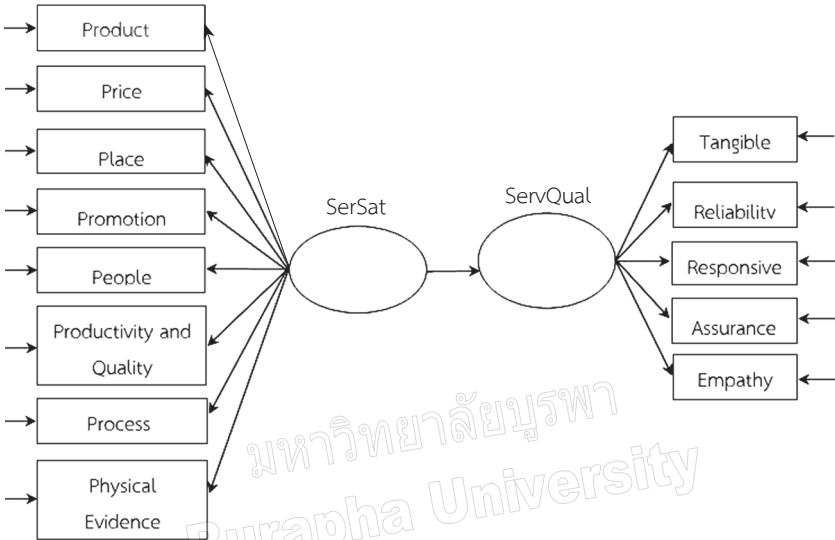 Product
Price
Place
Promotion
People
Productivity and
Quality
Process
Physical
Evidence
SerSat
ServQual
Tangible
Reliability
Responsive
Assurance
Empathy
มหาวิทยาลัยบูรพา
Burapha University